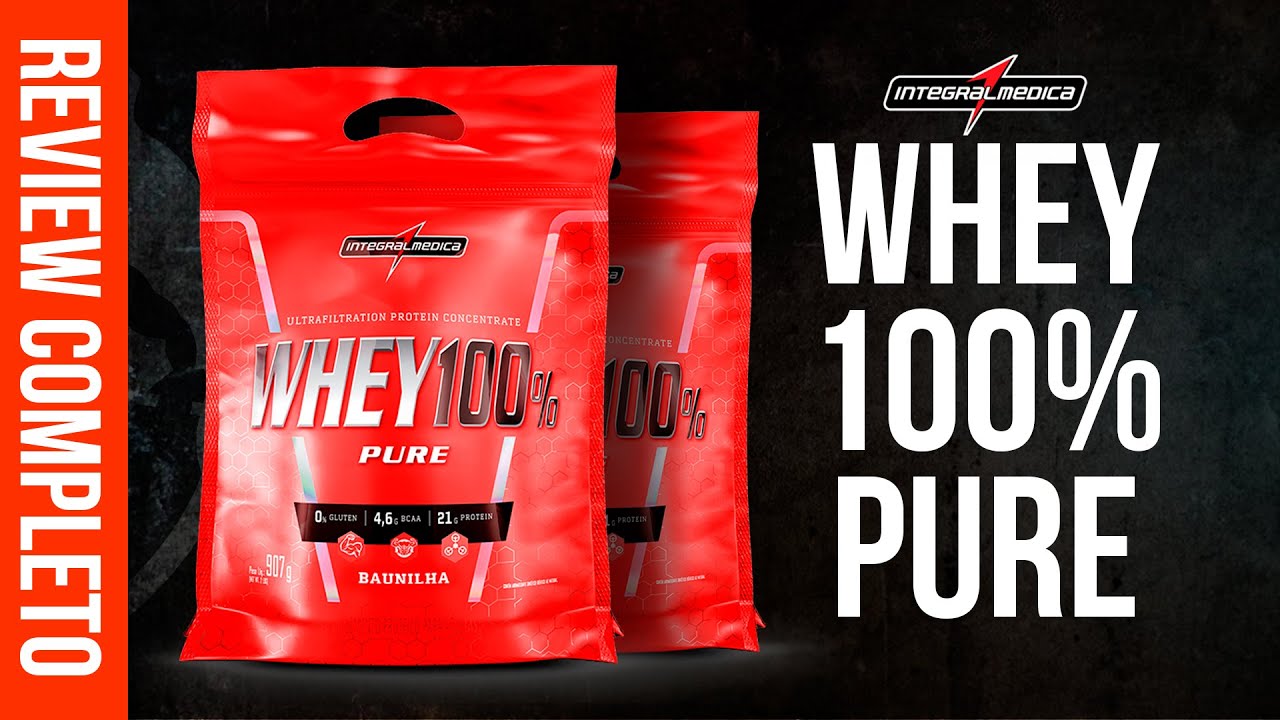 REVIEW COMPLETO
INTEGRALMEDICA
ULTRAFILTRATION PROTEIN CONCENTRATE
WHEY100%
PURE
0% GLUTEN | 4,6G BCAA | 21G PROTEIN
907g
BAUNILHA
CONCENTRATE
100%
PROTEIN
INTEGRALMEDICA
WHEY
100%
PURE